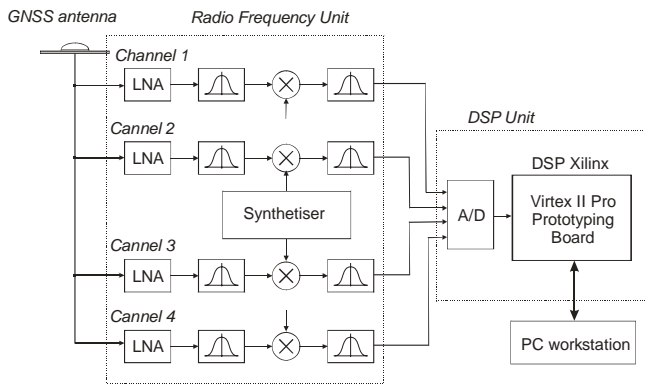 GNSS antenna
Radio Frequency Unit
Channel 1
LNA
Cannel 2
LNA
Synthetiser
Cannel 3
LNA
Cannel 4
LNA
DSP Unit
A/D
DSP Xilinx
Virtex II Pro
Prototyping
Board
PC workstation